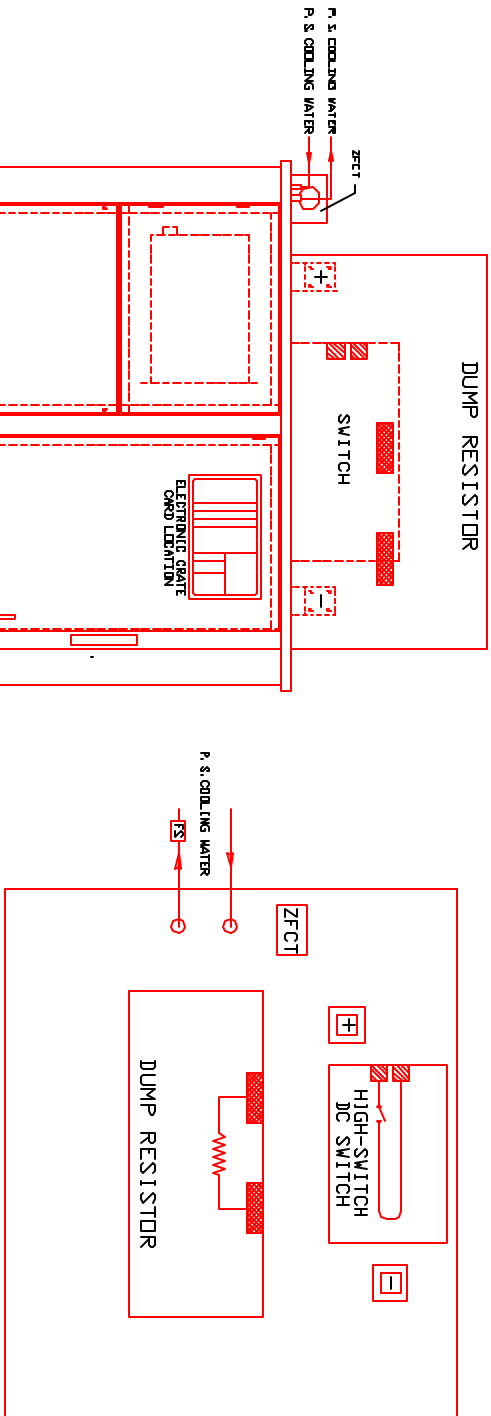 P. S. COOLING WATER
P. S. COOLING WATER
ZFCT
+
DUMP RESISTOR
SWITCH
ELECTRONIC CRATE
CARD LOCATION
-
P. S. COOLING WATER
FS
ZFCT
+
HIGH-SWITCH
DC SWITCH
DUMP RESISTOR
-